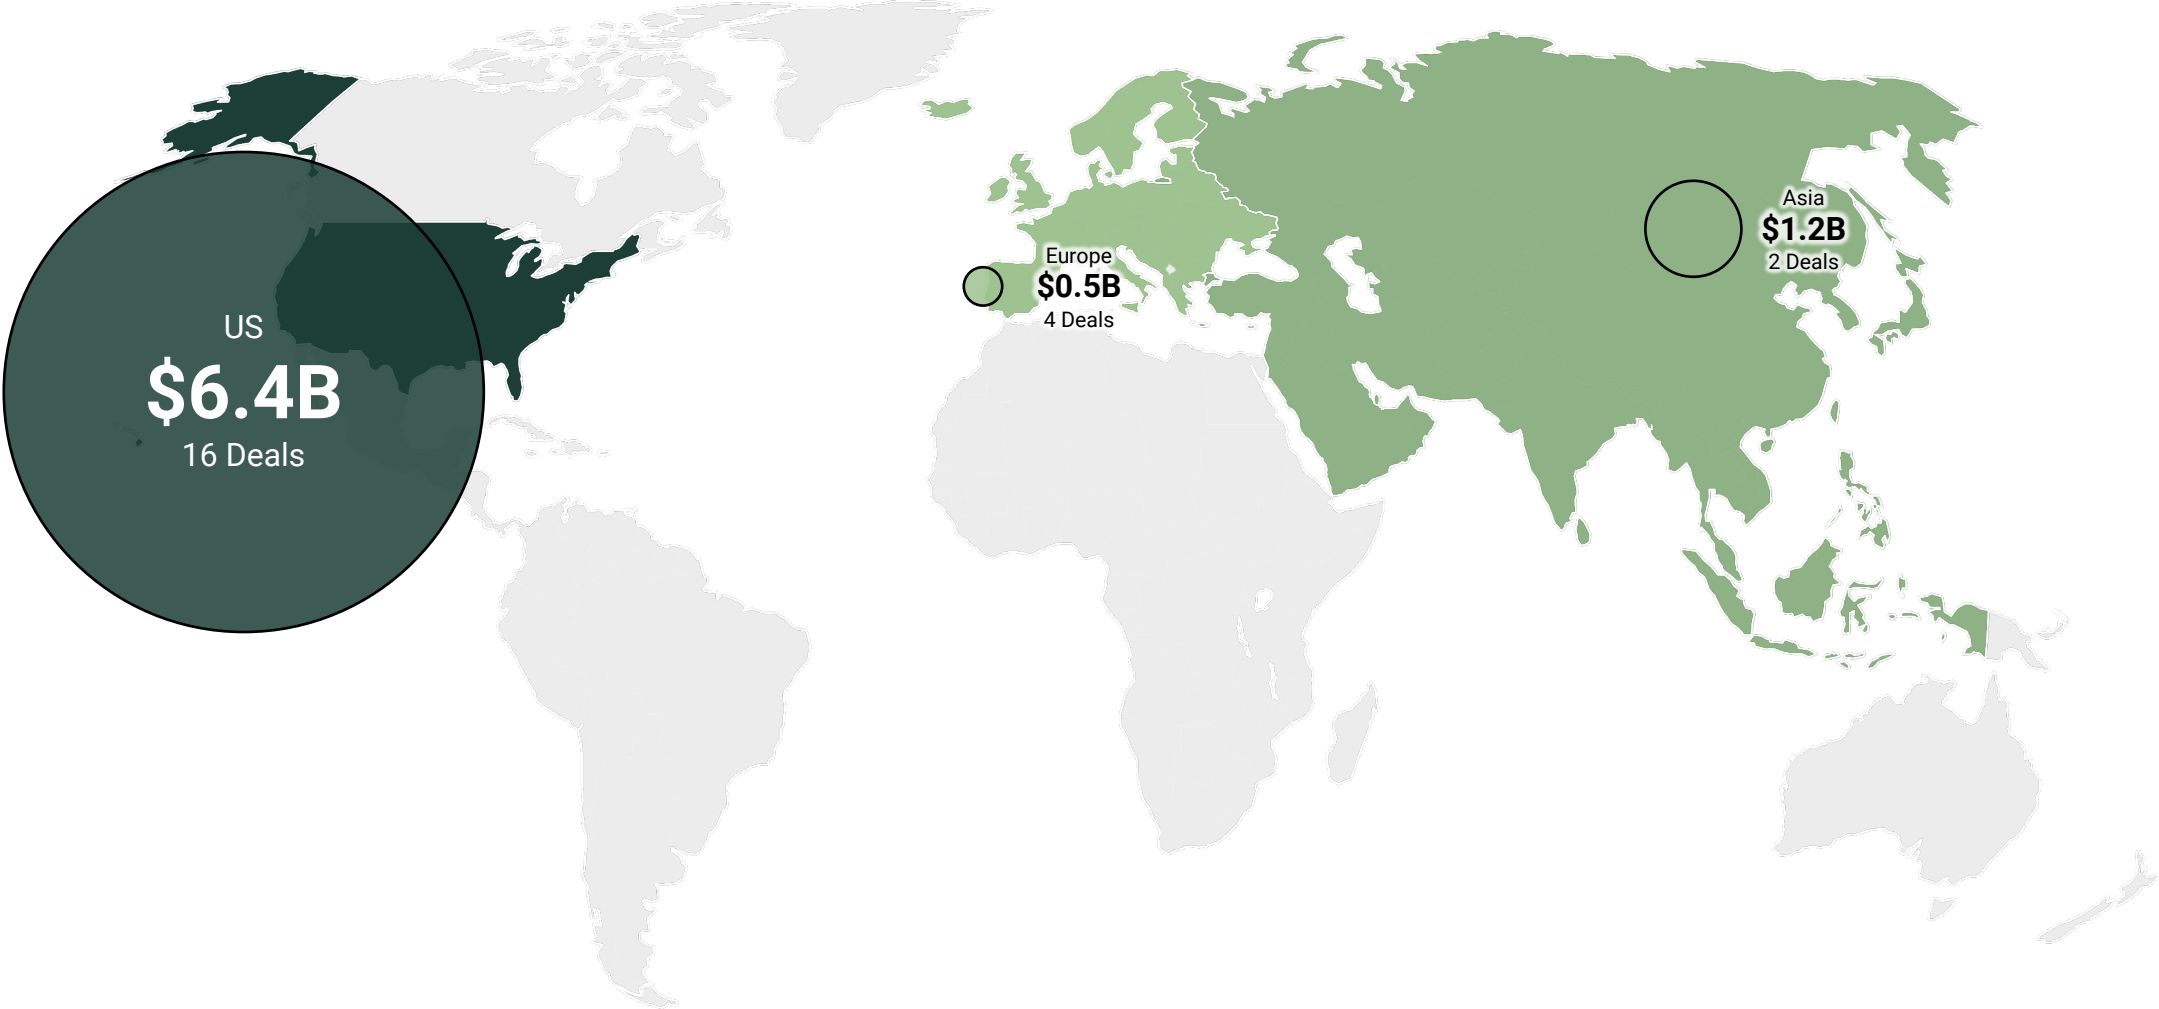 US
$6.4B
16 Deals
Europe
$0.5B
4 Deals
Asia
$1.2B
2 Deals